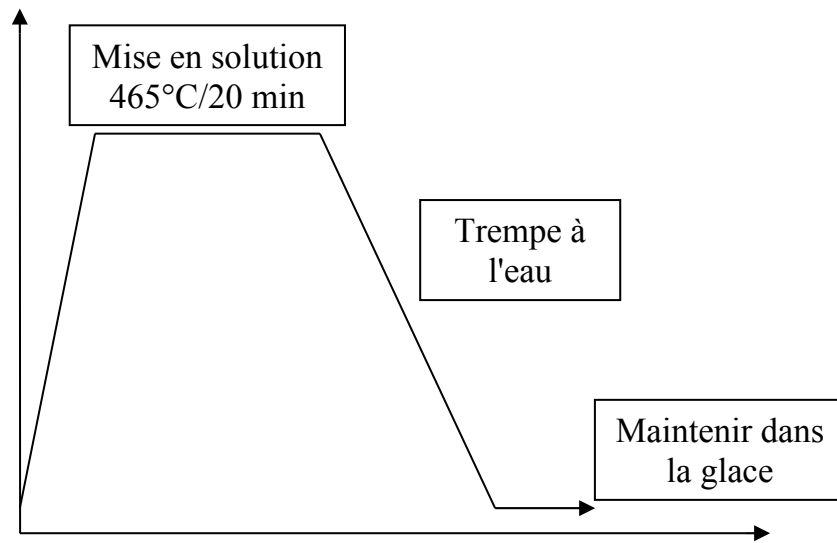 Mise en solution
465°C/20 min
Trempe à
l'eau
Maintenir dans
la glace